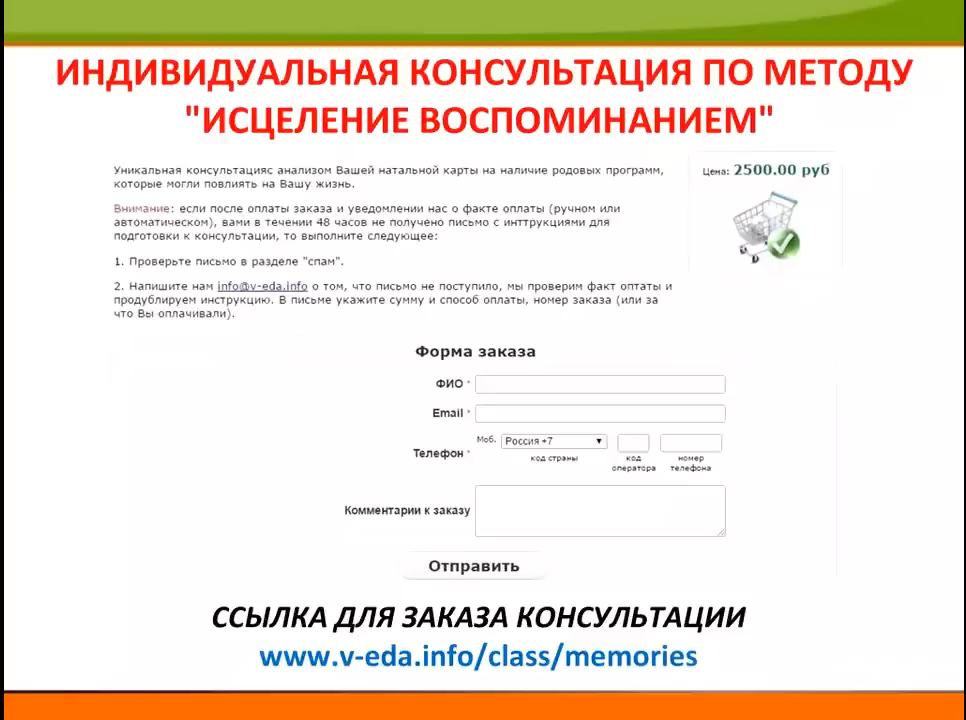 ИНДИВИДУАЛЬНАЯ КОНСУЛЬТАЦИЯ ПО МЕТОДУ
"ИСЦЕЛЕНИЕ ВОСПОМИНАНИЕМ"
Уникальная консультацияс анализом Вашей натальной карты на наличие родовых программ,
которые могли повлиять на Вашу жизнь.
Цена: 2500.00 руб
Внимание: если после оплаты заказа и уведомлении нас о факте оплаты (ручном или
автоматическом), вами в течении 48 часов не получено письмо с инттрукциями для
подготовки к консультации, то выполните следующее:
1. Проверьте письмо в разделе "спам".
2. Напишите нам info@v-eda.info о том, что письмо не поступило, мы проверим факт оптаты и
продублируем инструкцию. В письме укажите сумму и способ оплаты, номер заказа (или за
что Вы оплачивали).
Форма заказа
ФИО *
Email *
Телефон *
Моб. Россия +7
код страны
код оператора
номер телефона
Комментарии к заказу
Отправить
ССЫЛКА ДЛЯ ЗАКАЗА КОНСУЛЬТАЦИИ
www.v-eda.info/class/memories